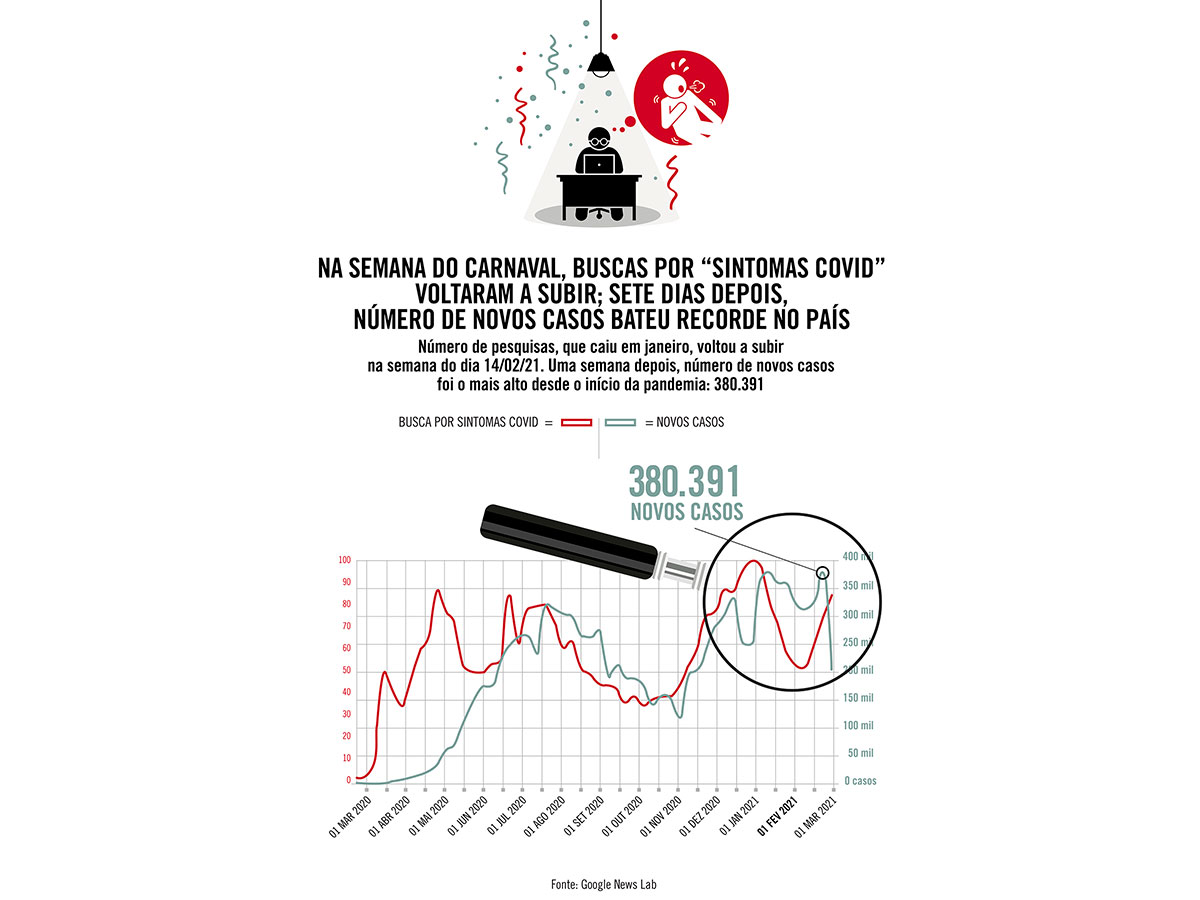 NA SEMANA DO CARNAVAL, BUSCAS POR “SINTOMAS COVID”
VOLTARAM A SUBIR; SETE DIAS DEPOIS,
NÚMERO DE NOVOS CASOS BATEU RECORDE NO PAÍS
Número de pesquisas, que caiu em janeiro, voltou a subir
na semana do dia 14/02/21. Uma semana depois, número de novos casos
foi o mais alto desde o início da pandemia: 380.391
BUSCA POR SINTOMAS COVID =
= NOVOS CASOS
380.391
NOVOS CASOS
100
90
80
70
60
50
40
30
20
10
0
400 mil
350 mil
300 mil
250 mil
200 mil
150 mil
100 mil
50 mil
0 casos
01 MAR 2020
01 ABR 2020
01 MAI 2020
01 JUN 2020
01 JUL 2020
01 AGO 2020
01 SET 2020
01 OUT 2020
01 NOV 2020
01 DEZ 2020
01 JAN 2021
01 FEV 2021
01 MAR 2021
Fonte: Google News Lab